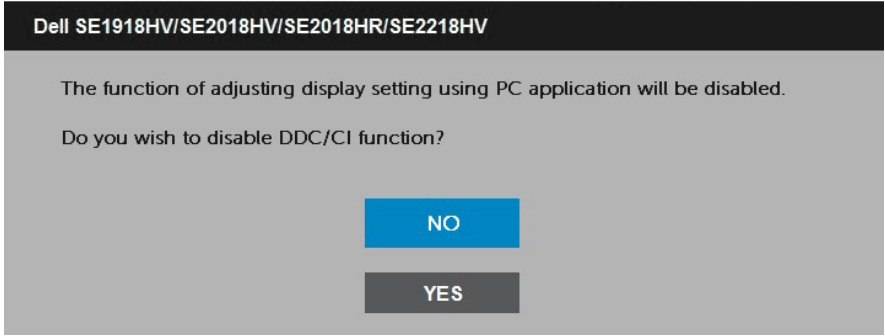 Dell SE1918HV/SE2018HV/SE2018HR/SE2218HV
The function of adjusting display setting using PC application will be disabled.
Do you wish to disable DDC/CI function?
NO
YES